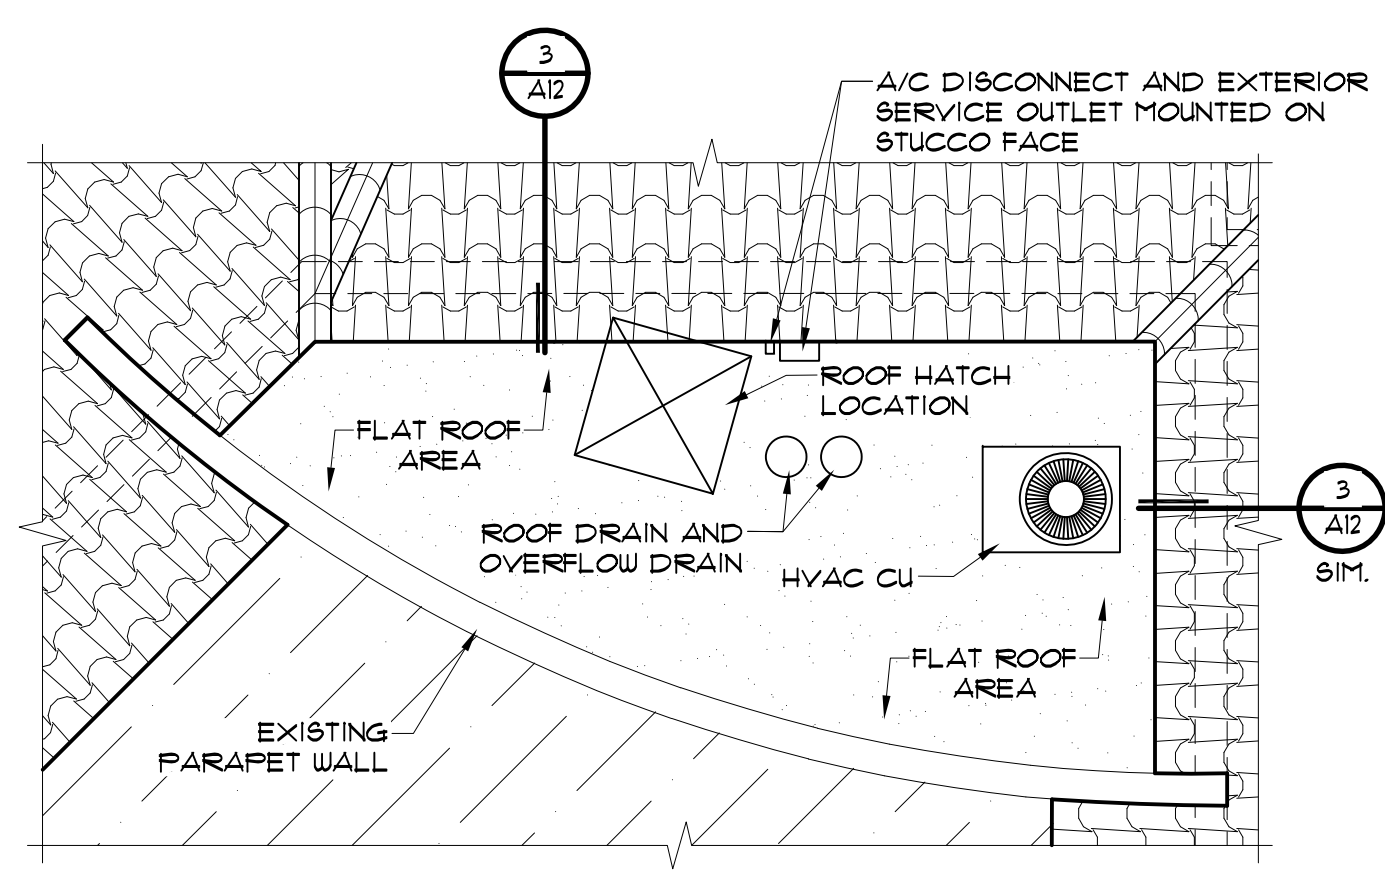 3
A12
A/C DISCONNECT AND EXTERIOR
SERVICE OUTLET MOUNTED ON
STUCCO FACE
ROOF HATCH
LOCATION
FLAT ROOF
AREA
3
A12
SIM.
ROOF DRAIN AND
OVERFLOW DRAIN
HVAC CU
FLAT ROOF
AREA
EXISTING
PARAPET WALL